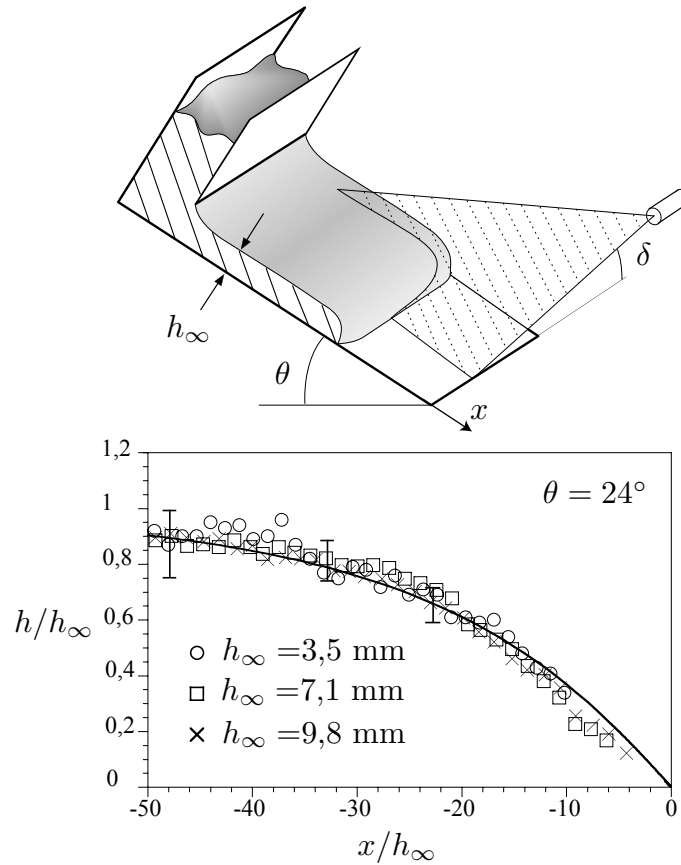 h∞
θ
δ
x
θ = 24°
1,2
1
0,8
0,6
0,4
0,2
0
h/h∞
h∞ =3,5 mm
h∞ =7,1 mm
h∞ =9,8 mm
-50 -40 -30 -20 -10 0
x/h∞